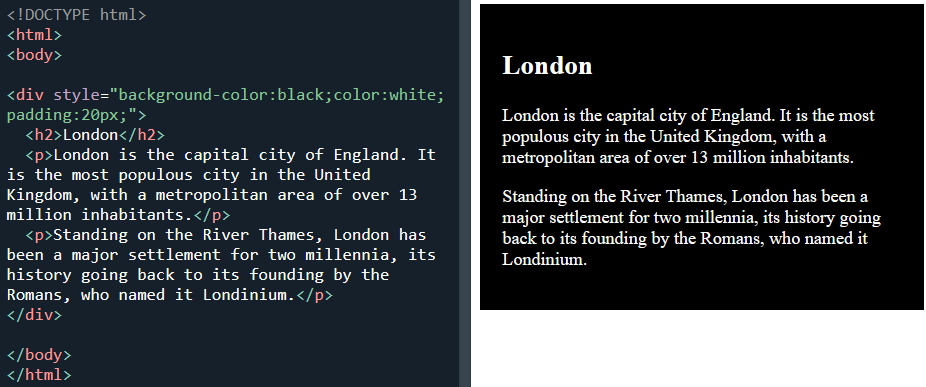 <!DOCTYPE html>
<html>
<body>
<div style="background-color:black;color:white;
padding:20px;">
<h2>London</h2>
<p>London is the capital city of England. It
is the most populous city in the United
Kingdom, with a metropolitan area of over 13
million inhabitants.</p>
<p>Standing on the River Thames, London has
been a major settlement for two millennia, its
history going back to its founding by the
Romans, who named it Londinium.</p>
</div>
</body>
</html>
London
London is the capital city of England. It is the most
populous city in the United Kingdom, with a
metropolitan area of over 13 million inhabitants.
Standing on the River Thames, London has been a
major settlement for two millennia, its history going
back to its founding by the Romans, who named it
Londinium.